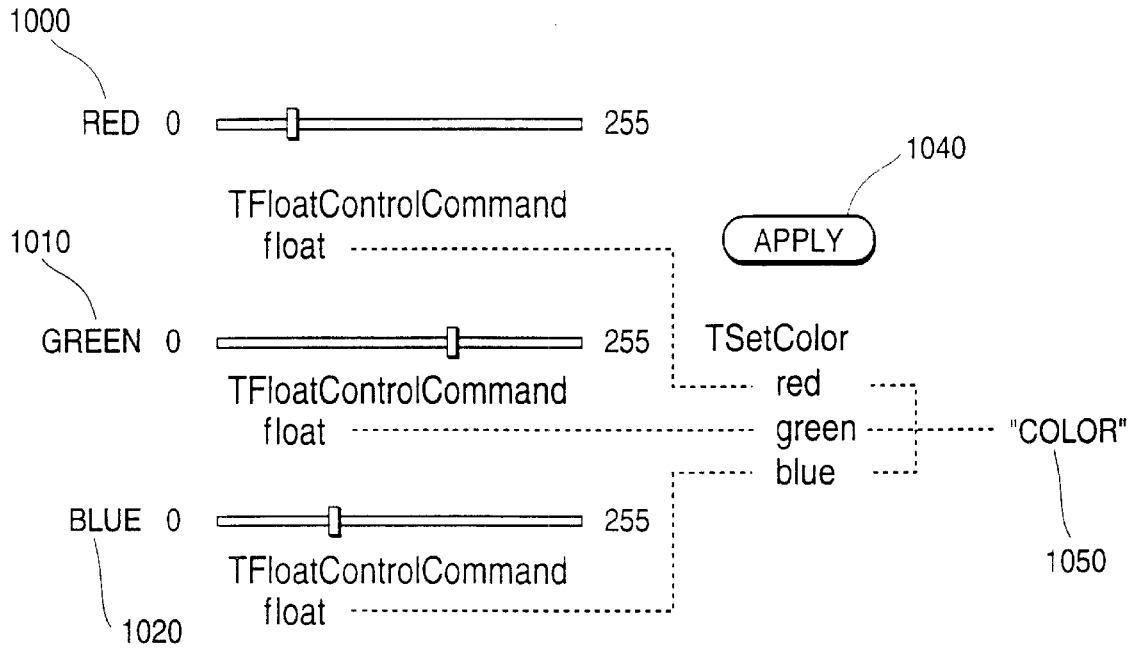 1000
RED 0 255
1040
TFloatControlCommand
float
APPLY
1010
GREEN 0 255
TSetColor
red
TFloatControlCommand
float
green
"COLOR"
blue
BLUE 0 255
1050
TFloatControlCommand
float
1020